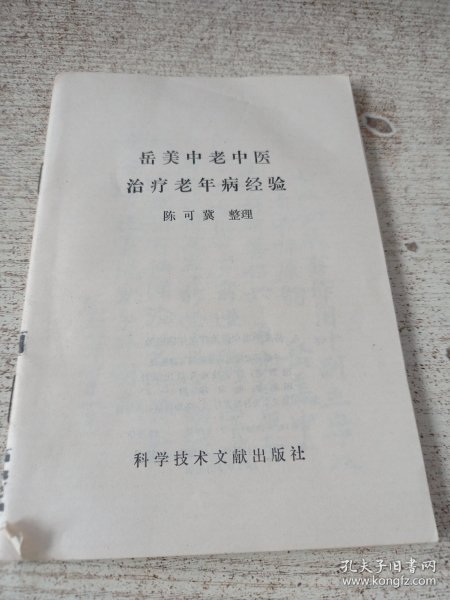 岳美中老中医
治疗老年病经验
陈可冀 整理
科学技术文献出版社
孔夫子旧书网
www.kongfz.com